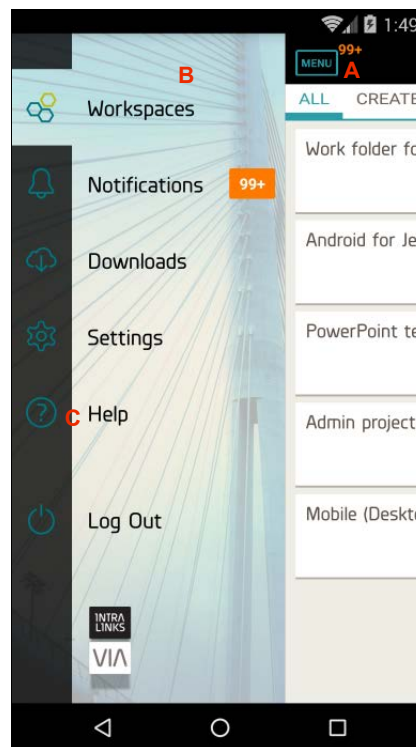 1:49
MENU 99+
A
B
ALL CREATE
Workspaces
Work folder fo
Notifications 99+
Android for Je
Downloads
Settings
PowerPoint te
C Help
Admin project
Log Out
Mobile (Deskto
INTRA
LINKS
VIA